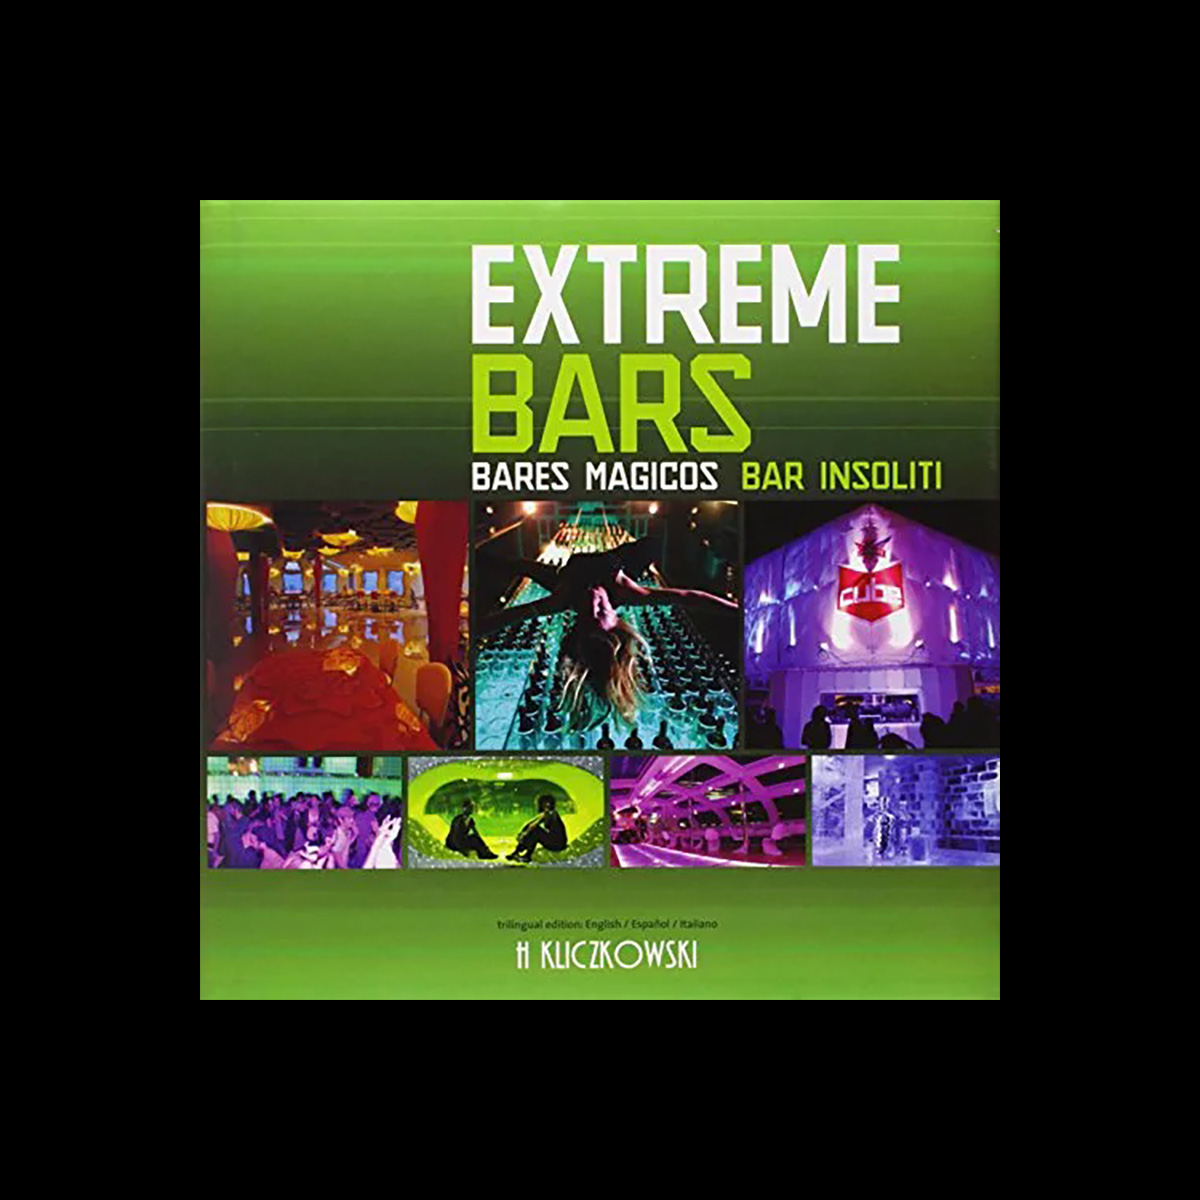 EXTREME
BARS
BARES MAGICOS BAR INSOLITI
CUBE
trilingual edition: English / Español / Italiano
H KLICZKOWSKI